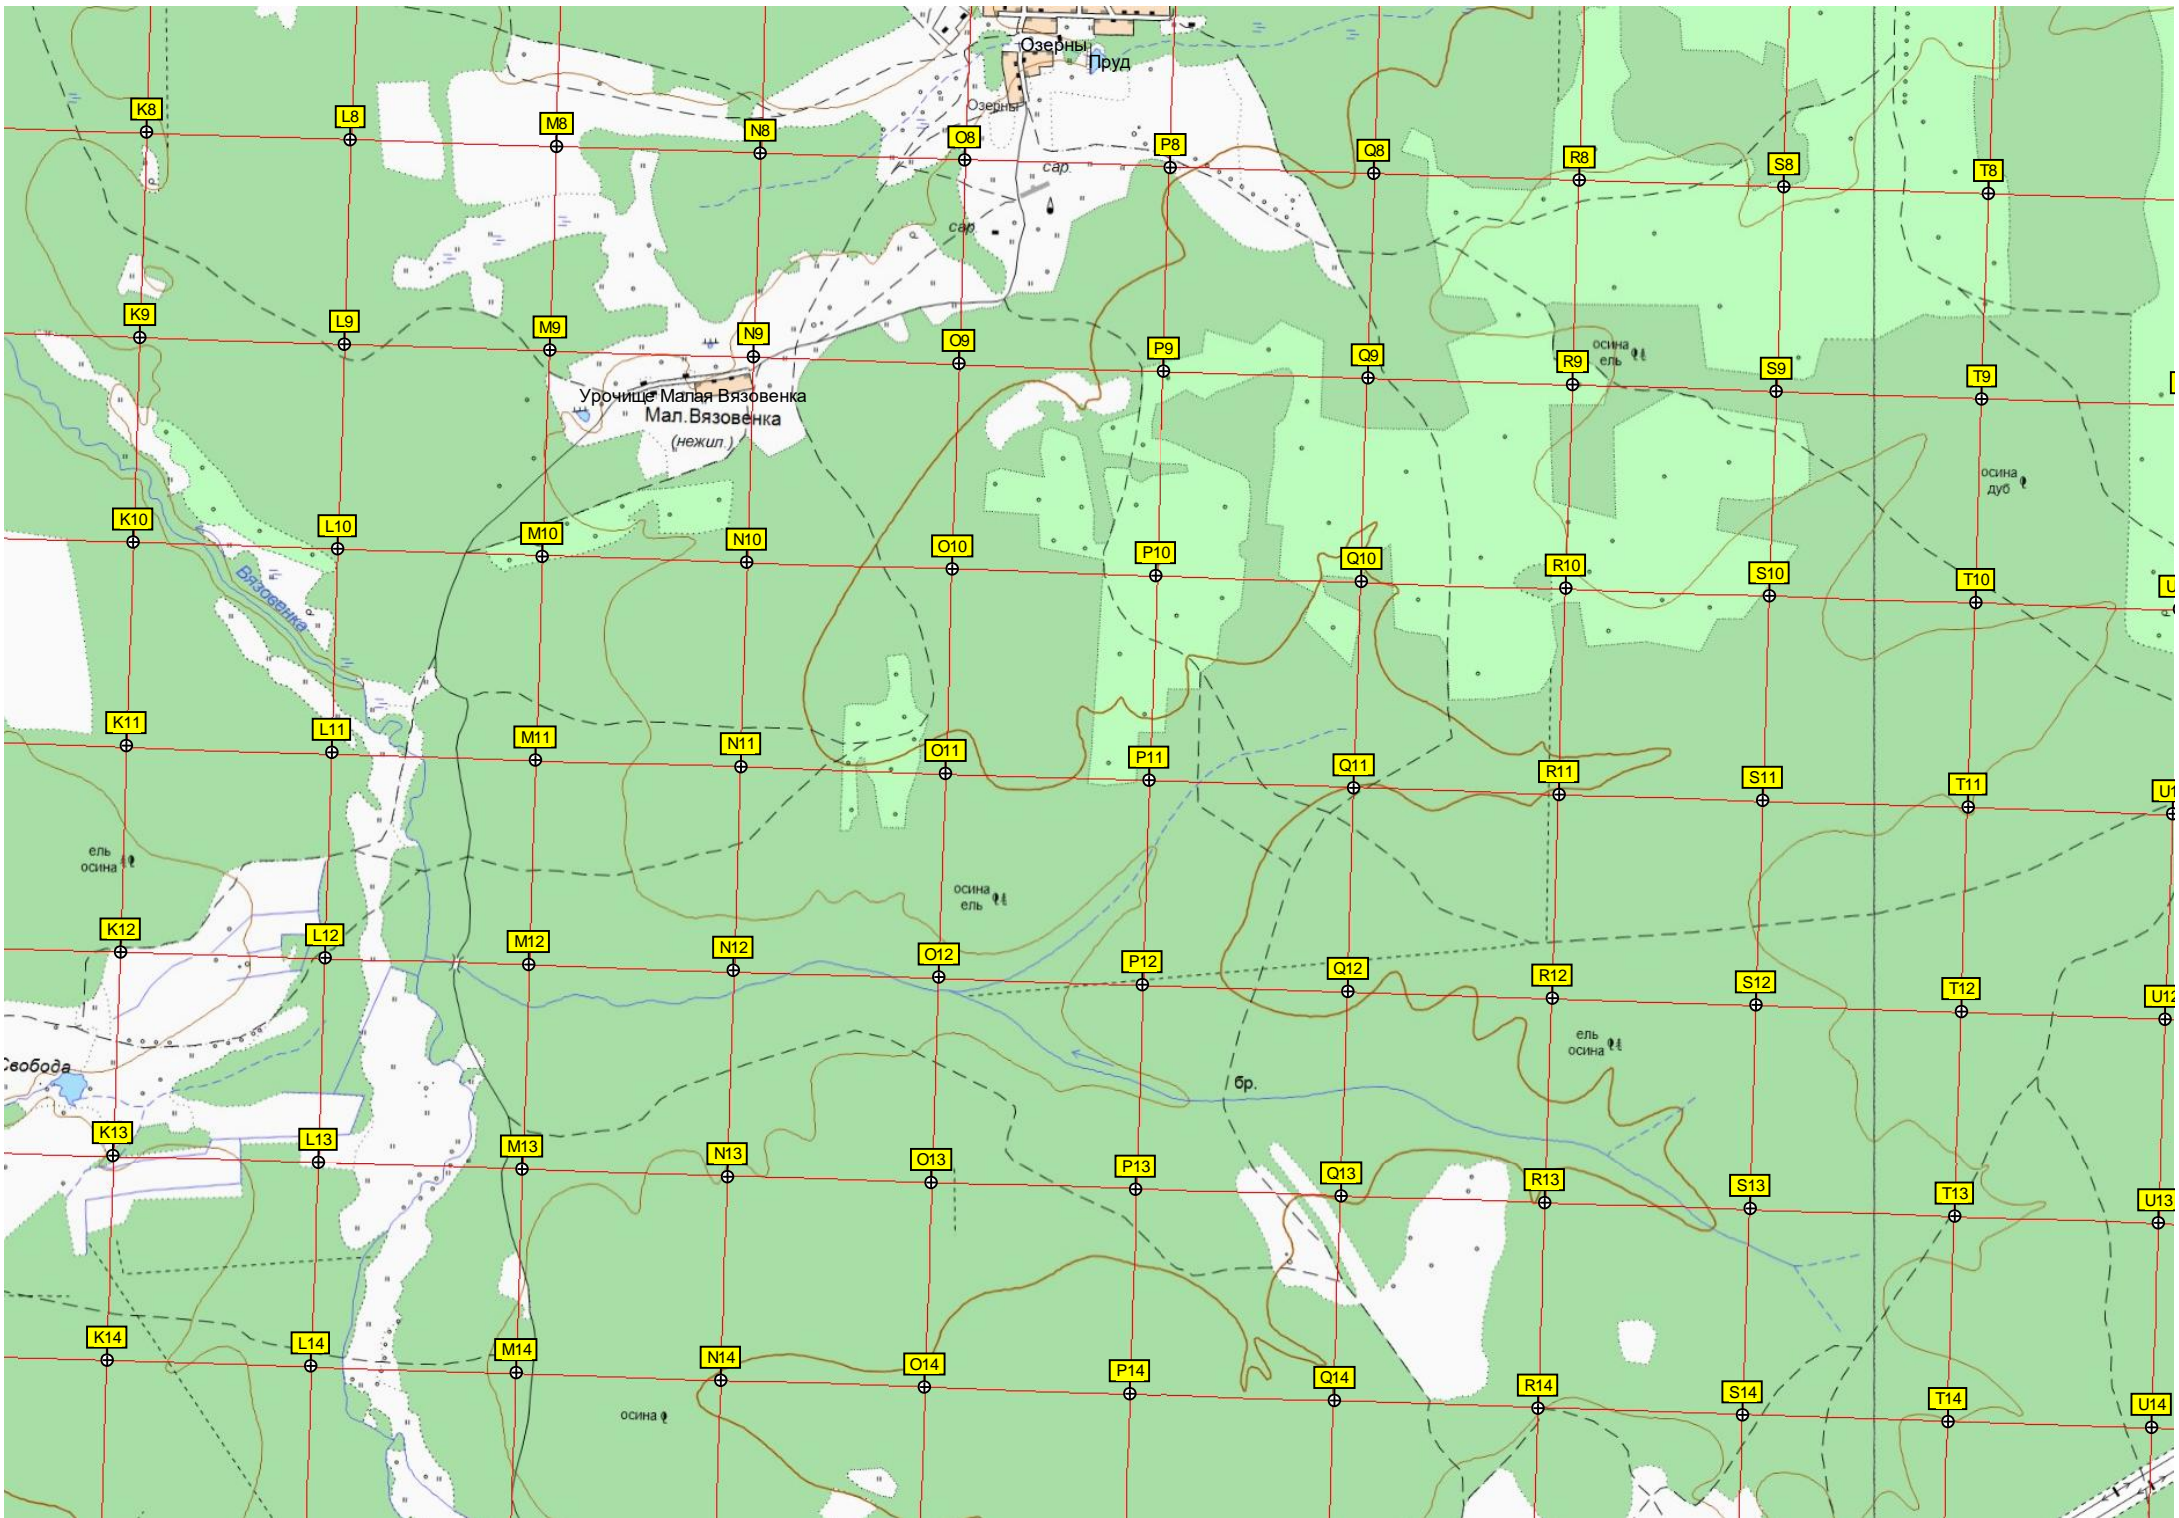 Озерны
Пруд
Озерны
K8
L8
M8
N8
O8
P8
Q8
R8
S8
T8
сар.
сар.
K9
L9
M9
N9
O9
P9
Q9
R9
S9
T9
осина
ель
Урочище Малая Вязовенка
Мал.Вязовенка
(нежил.)
осина
дуб
K10
L10
M10
N10
O10
P10
Q10
R10
S10
T10
U
Вязовенка
K11
L11
M11
N11
O11
P11
Q11
R11
S11
T11
U1
ель
осина
осина
ель
K12
L12
M12
N12
O12
P12
Q12
R12
S12
T12
U12
ель
осина
Свобода
бр.
K13
L13
M13
N13
O13
P13
Q13
R13
S13
T13
U13
K14
L14
M14
N14
O14
P14
Q14
R14
S14
T14
U14
осина